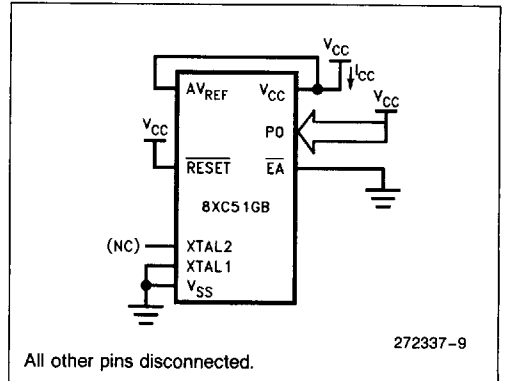 VCC
ICC
AVREF VCC
VCC
P0
VCC
RESET EA
8XC51GB
(NC) XTAL2
XTAL1
VSS
272337-9
All other pins disconnected.